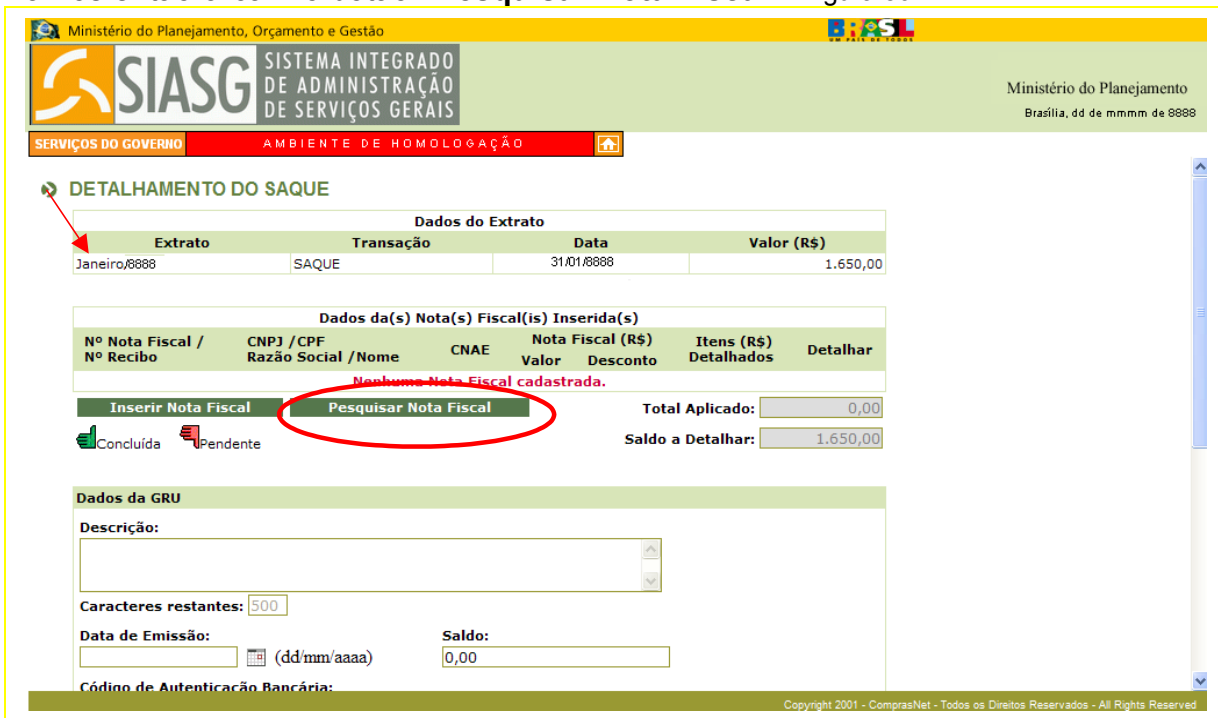 Ministério do Planejamento, Orçamento e Gestão
BRASIL
UM PAÍS DE TODOS
SIASG
SISTEMA INTEGRADO
DE ADMINISTRAÇÃO
DE SERVIÇOS GERAIS
Ministério do Planejamento
Brasília, dd de mmmm de 8888
SERVIÇOS DO GOVERNO AMBIENTE DE HOMOLOGAÇÃO
DETALHAMENTO DO SAQUE
Dados do Extrato
Extrato Transação Data Valor (R$)
Janeiro/8888 SAQUE 31/01/8888 1.650,00
Dados da(s) Nota(s) Fiscal(is) Inserida(s)
Nº Nota Fiscal / CNPJ /CPF Nota Fiscal (R$) Itens (R$)
Nº Recibo Razão Social /Nome CNAE Valor Desconto Detalhados Detalhar
Nenhuma Nota Fiscal cadastrada.
Inserir Nota Fiscal Pesquisar Nota Fiscal Total Aplicado: 0,00
Concluída Pendente Saldo a Detalhar: 1.650,00
Dados da GRU
Descrição:
Caracteres restantes: 500
Data de Emissão: Saldo:
(dd/mm/aaaa) 0,00
Código de Autenticação Bancária:
Copyright 2001 - ComprasNet - Todos os Direitos Reservados - All Rights Reserved